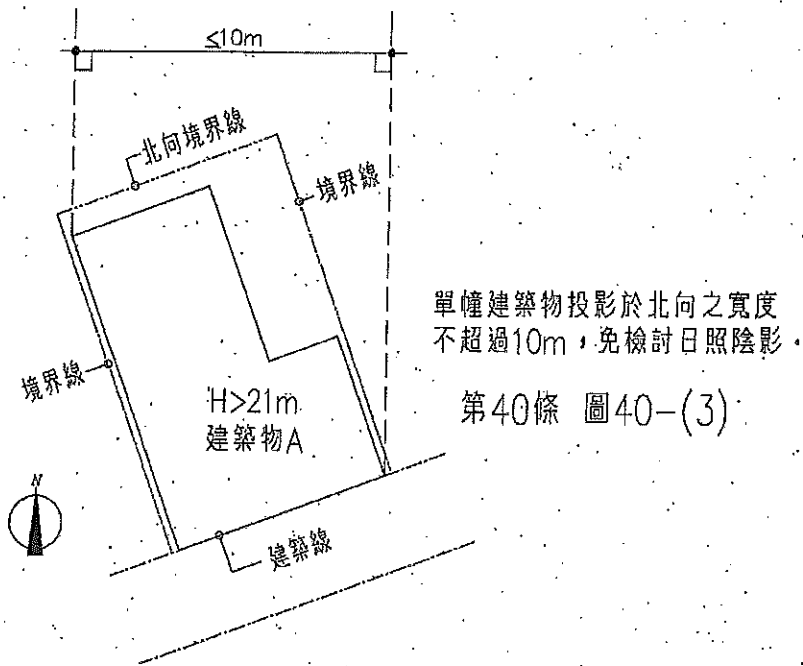 ≤10m
北向境界線
境界線
境界線
H>21m
建築物A
建築線
N
單幢建築物投影於北向之寬度
不超過10m，免檢討日照陰影。
第40條 圖40-(3)